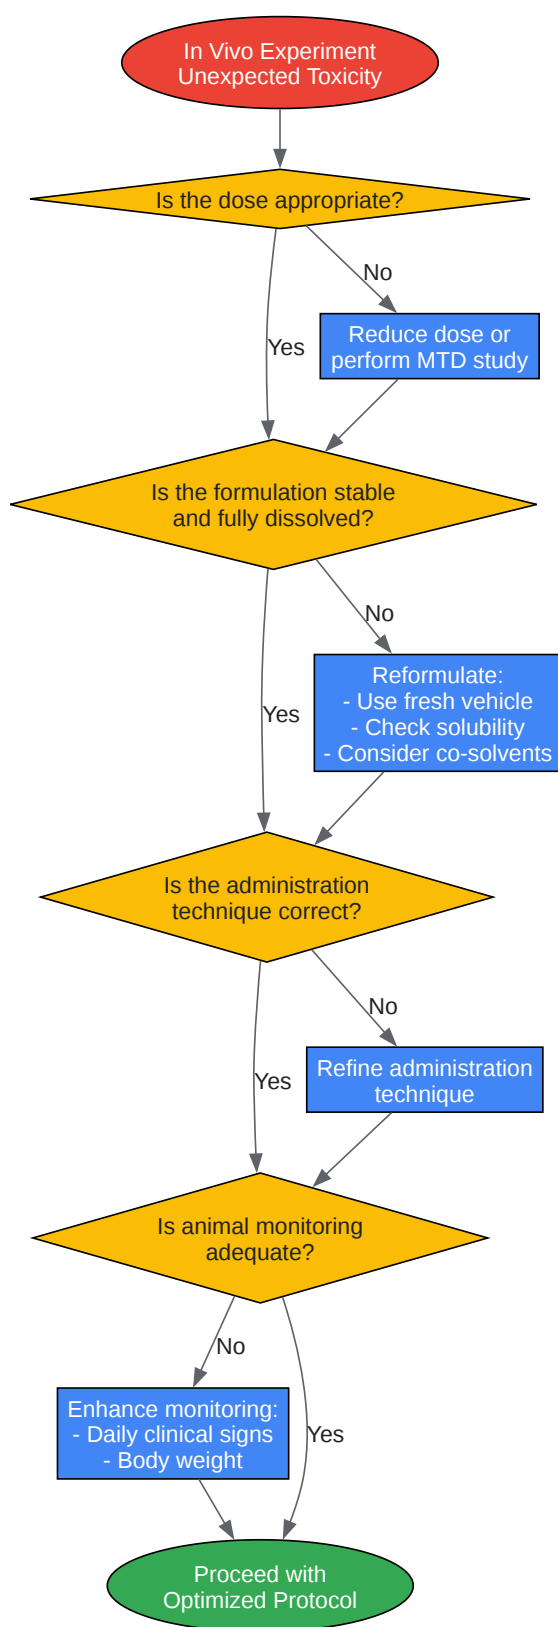 In Vivo Experiment
Unexpected Toxicity
Is the dose appropriate?
No
Reduce dose or
perform MTD study
Yes
Is the formulation stable
and fully dissolved?
No
Reformulate:
- Use fresh vehicle
- Check solubility
- Consider co-solvents
Yes
Is the administration
technique correct?
No
Refine administration
technique
Yes
Is animal monitoring
adequate?
No
Enhance monitoring:
- Daily clinical signs
- Body weight
Yes
Proceed with
Optimized Protocol